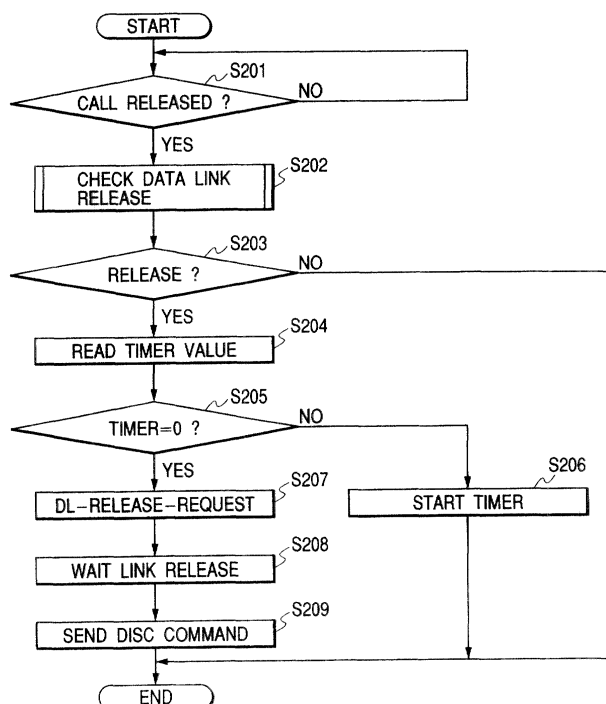 START
S201
CALL RELEASED ?
NO
YES
S202
CHECK DATA LINK
RELEASE
S203
RELEASE ?
NO
YES
S204
READ TIMER VALUE
S205
TIMER=0 ?
NO
YES
S206
START TIMER
S207
DL-RELEASE-REQUEST
S208
WAIT LINK RELEASE
S209
SEND DISC COMMAND
END